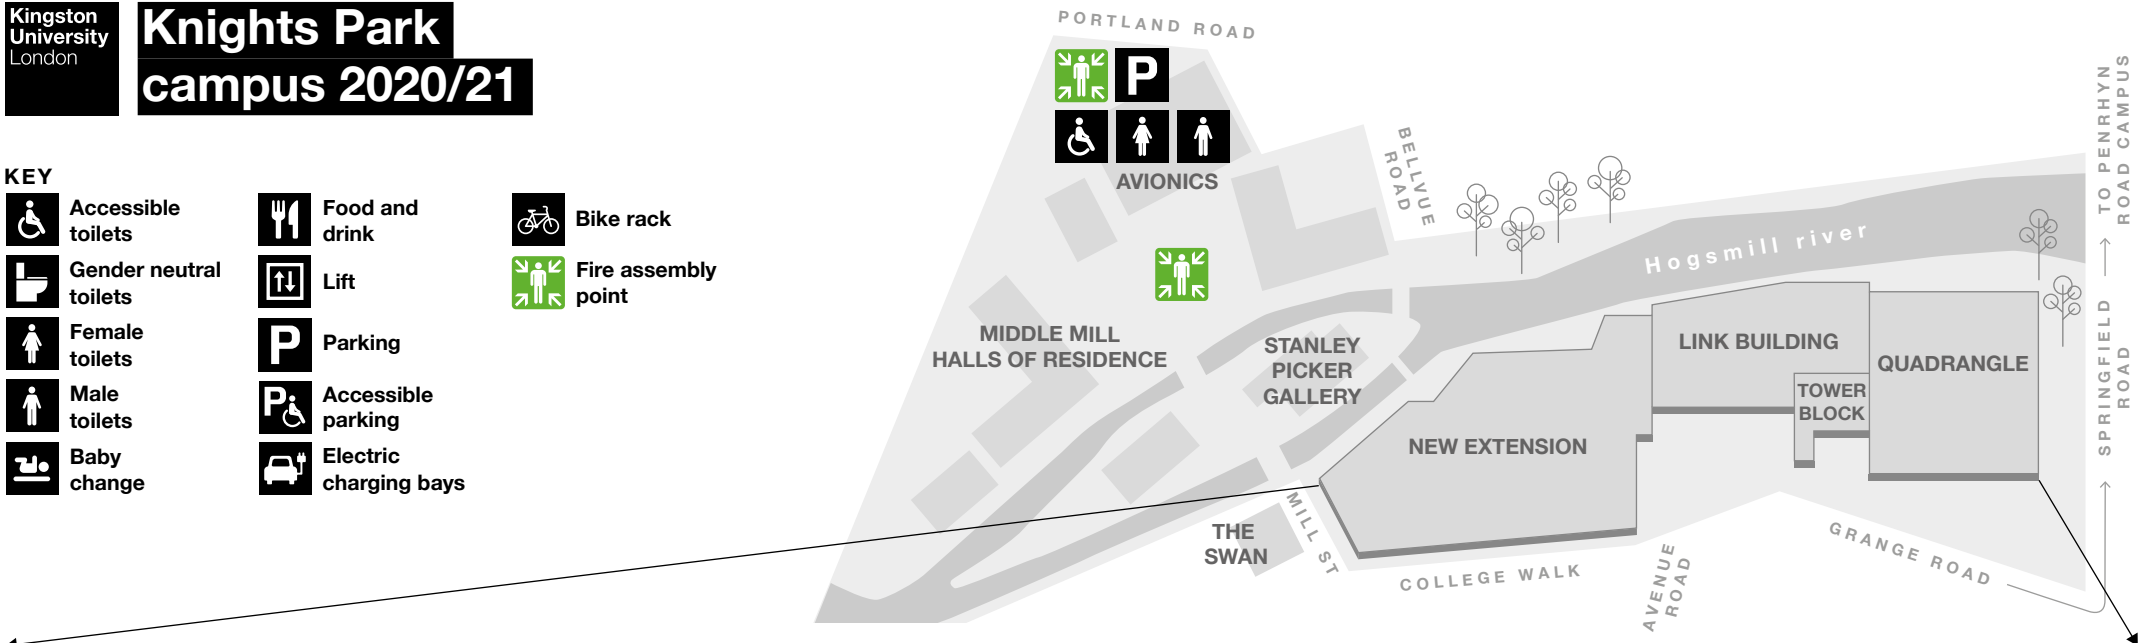 Kingston
University
London
Knights Park
campus 2020/21
KEY
Accessible
toilets
Gender neutral
toilets
Female
toilets
Male
toilets
Baby
change
Food and
drink
Lift
P
Parking
P
Accessible
parking
Electric
charging bays
Bike rack
Fire assembly
point
PORTLAND ROAD
P
AVIONICS
BELLVUE
ROAD
Hogsmill river
MIDDLE MILL
HALLS OF RESIDENCE
STANLEY
PICKER
GALLERY
LINK BUILDING
TOWER
BLOCK
QUADRANGLE
NEW EXTENSION
THE
SWAN
MILL ST
COLLEGE WALK
AVENUE
ROAD
GRANGE ROAD
SPRINGFIELD
ROAD
TO PENRHYN
ROAD CAMPUS